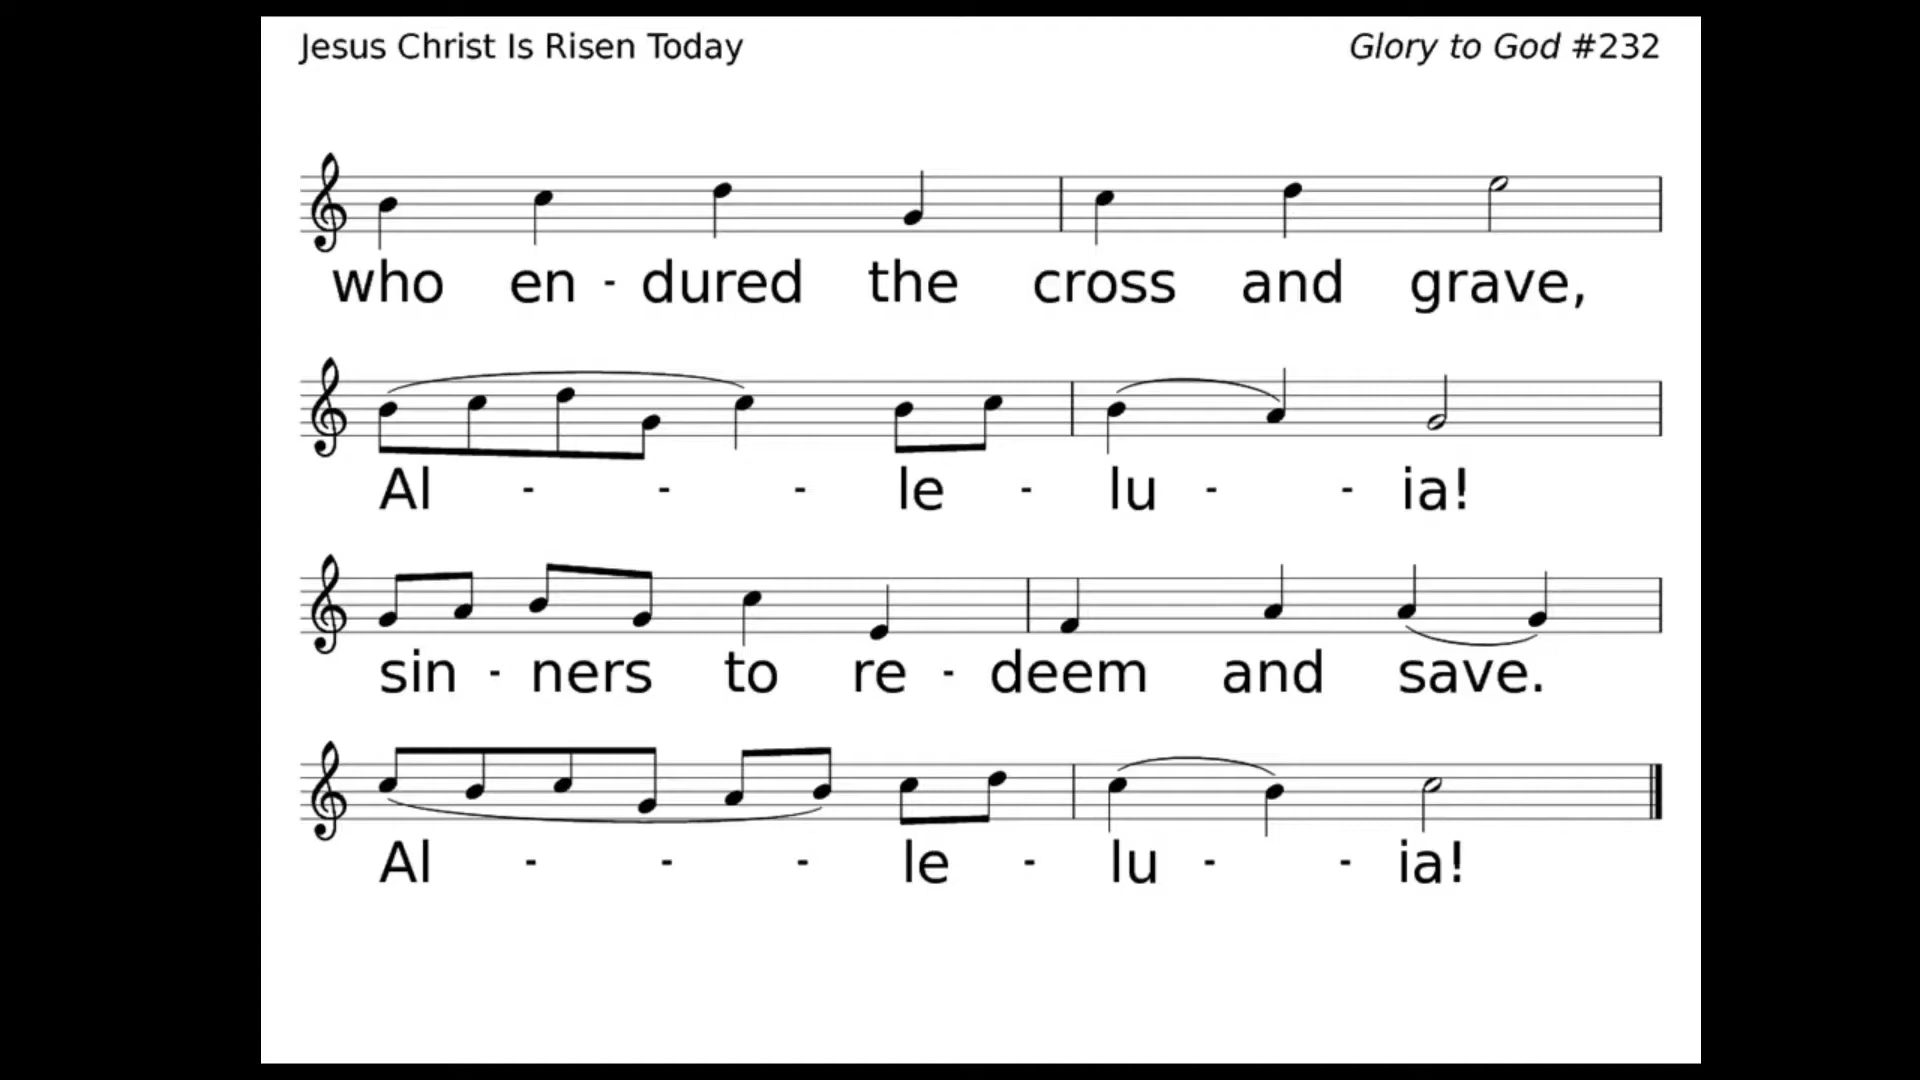 Jesus Christ Is Risen Today Glory to God #232
who en - dured the cross and grave,
Al - - - le - lu - - ia!
sin - ners to re - deem and save.
Al - - - le - lu - - ia!